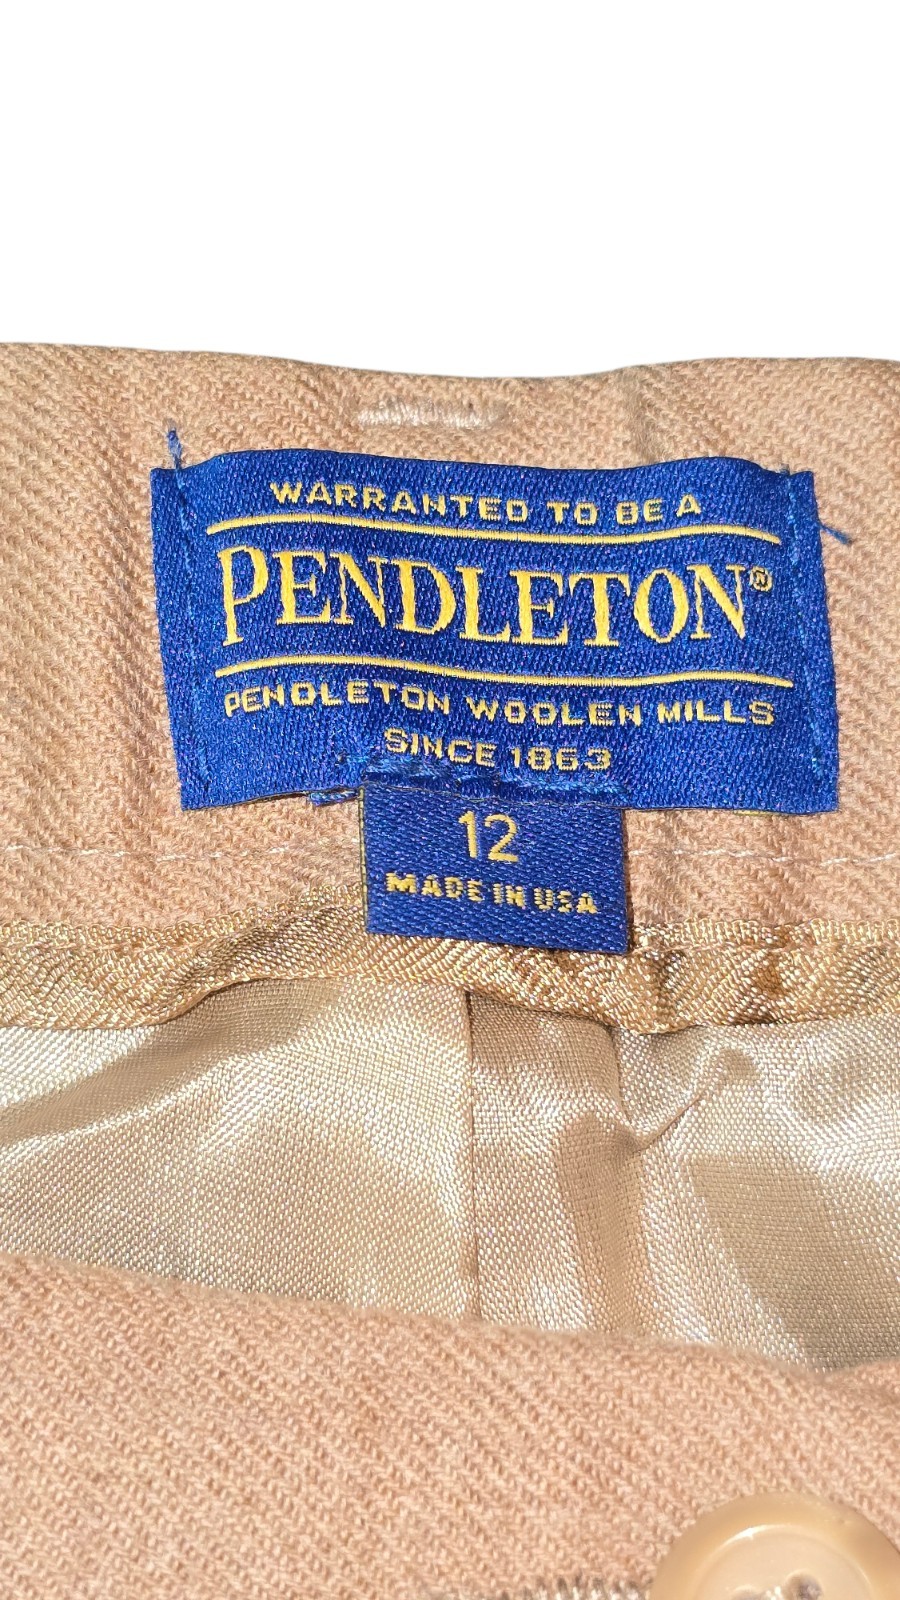 WARRANTED TO BE A
PENDLETON®
PENDLETON WOOLEN MILLS
SINCE 1863
12
MADE IN USA